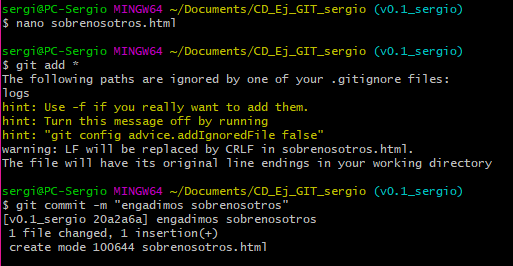 sergi@PC-Sergio MINGW64 ~/Documents/CD_Ej_GIT_sergio (v0.1_sergio)
$ nano sobrenosotros.html
sergi@PC-Sergio MINGW64 ~/Documents/CD_Ej_GIT_sergio (v0.1_sergio)
$ git add *
The following paths are ignored by one of your .gitignore files:
logs
hint: Use -f if you really want to add them.
hint: Turn this message off by running
hint: "git config advice.addIgnoredFile false"
warning: LF will be replaced by CRLF in sobrenosotros.html.
The file will have its original line endings in your working directory
sergi@PC-Sergio MINGW64 ~/Documents/CD_Ej_GIT_sergio (v0.1_sergio)
$ git commit -m "engadimos sobrenosotros"
[v0.1_sergio 20a2a6a] engadimos sobrenosotros
 1 file changed, 1 insertion(+)
 create mode 100644 sobrenosotros.html